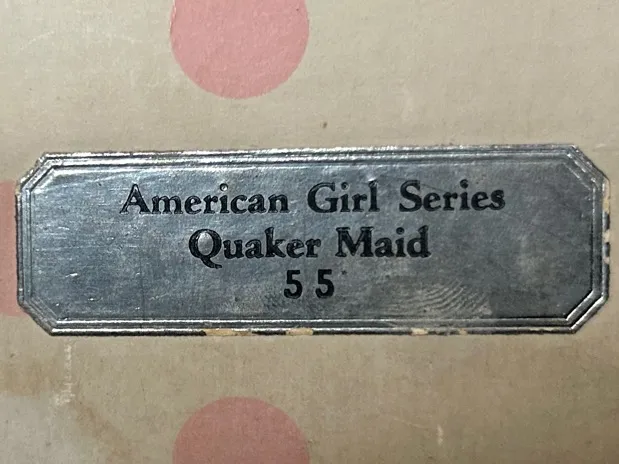 American Girl Series
Quaker Maid
55